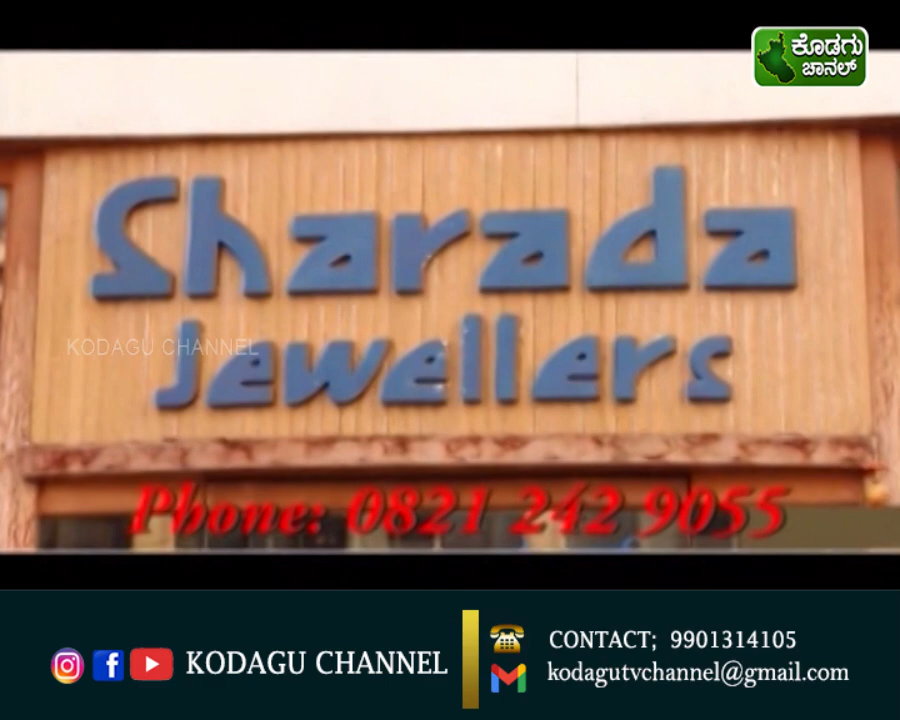 ಕೊಡಗು
ಚಾನಲ್
Sharada
KODAGU CHANNEL
Jewellers
Phone: 0821 242 9055
KODAGU CHANNEL
CONTACT; 9901314105
kodagutvchannel@gmail.com